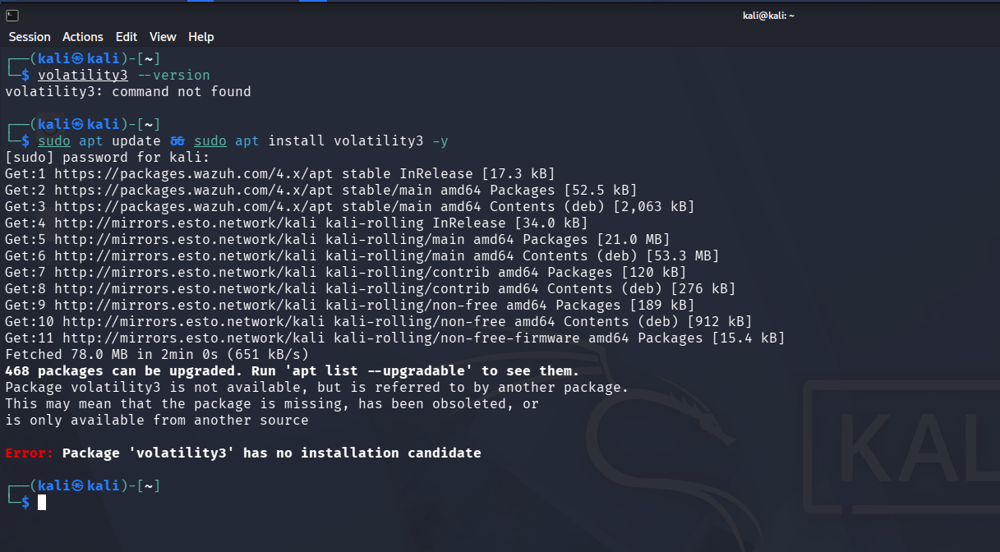 kali@kali: ~
Session Actions Edit View Help
┌──(kali㉿kali)-[~]
└─$ volatility3 --version
volatility3: command not found
┌──(kali㉿kali)-[~]
└─$ sudo apt update && sudo apt install volatility3 -y
[sudo] password for kali:
Get:1 https://packages.wazuh.com/4.x/apt stable InRelease [17.3 kB]
Get:2 https://packages.wazuh.com/4.x/apt stable/main amd64 Packages [52.5 kB]
Get:3 https://packages.wazuh.com/4.x/apt stable/main amd64 Contents (deb) [2,063 kB]
Get:4 http://mirrors.esto.network/kali kali-rolling InRelease [34.0 kB]
Get:5 http://mirrors.esto.network/kali kali-rolling/main amd64 Packages [21.0 MB]
Get:6 http://mirrors.esto.network/kali kali-rolling/main amd64 Contents (deb) [53.3 MB]
Get:7 http://mirrors.esto.network/kali kali-rolling/contrib amd64 Packages [120 kB]
Get:8 http://mirrors.esto.network/kali kali-rolling/contrib amd64 Contents (deb) [276 kB]
Get:9 http://mirrors.esto.network/kali kali-rolling/non-free amd64 Packages [189 kB]
Get:10 http://mirrors.esto.network/kali kali-rolling/non-free amd64 Contents (deb) [912 kB]
Get:11 http://mirrors.esto.network/kali kali-rolling/non-free-firmware amd64 Packages [15.4 kB]
Fetched 78.0 MB in 2min 0s (651 kB/s)
468 packages can be upgraded. Run 'apt list --upgradable' to see them.
Package volatility3 is not available, but is referred to by another package.
This may mean that the package is missing, has been obsoleted, or
is only available from another source
Error: Package 'volatility3' has no installation candidate
┌──(kali㉿kali)-[~]
└─$
KAL